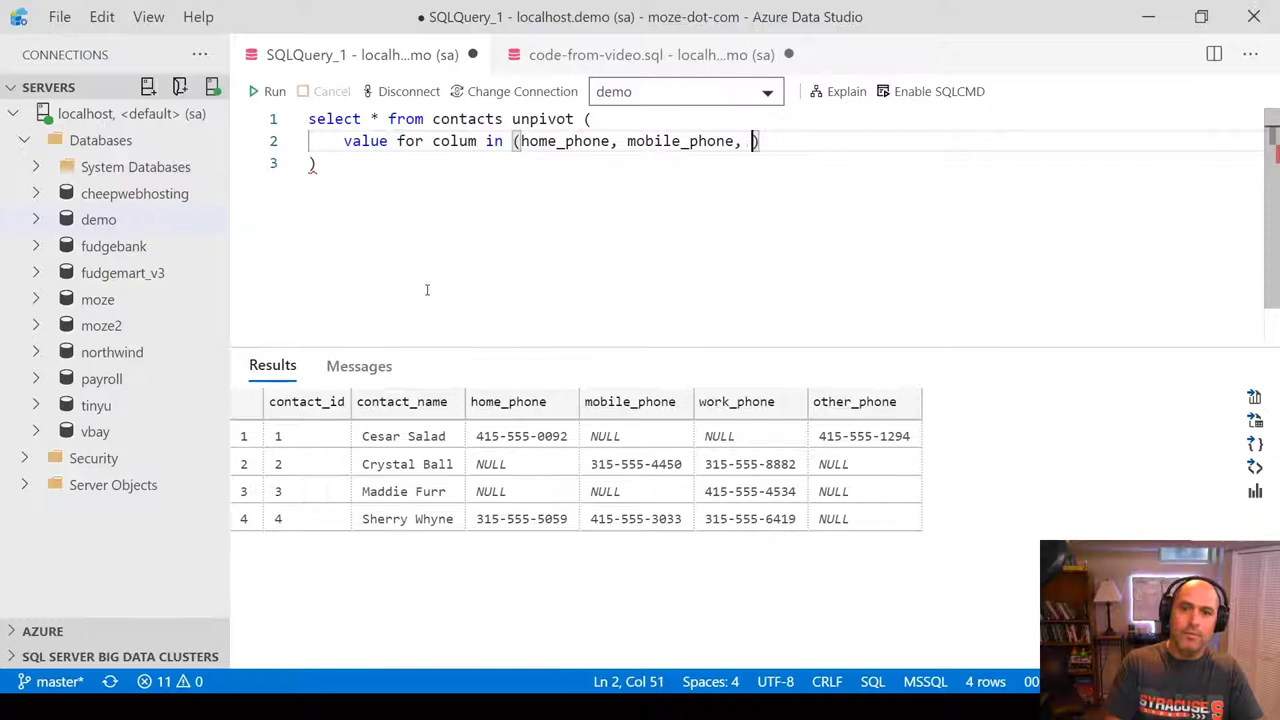 File Edit View Help
● SQLQuery_1 - localhost.demo (sa) - moze-dot-com - Azure Data Studio
CONNECTIONS
SQLQuery_1 - localh...mo (sa)
code-from-video.sql - localh...mo (sa)
SERVERS
Run Cancel Disconnect Change Connection demo Explain Enable SQLCMD
localhost, <default> (sa)
Databases
System Databases
cheepwebhosting
demo
fudgebank
fudgemart_v3
moze
moze2
northwind
payroll
tinyu
vbay
Security
Server Objects
1 select * from contacts unpivot (
2 value for colum in (home_phone, mobile_phone, )
3 )
Results Messages
contact_id contact_name home_phone mobile_phone work_phone other_phone
1 1 Cesar Salad 415-555-0092 NULL NULL 415-555-1294
2 2 Crystal Ball NULL 315-555-4450 315-555-8882 NULL
3 3 Maddie Furr NULL NULL 415-555-4534 NULL
4 4 Sherry Whyne 315-555-5059 415-555-3033 315-555-6419 NULL
AZURE
SQL SERVER BIG DATA CLUSTERS
master* 11 0 Ln 2, Col 51 Spaces: 4 UTF-8 CRLF SQL MSSQL 4 rows 00
SYRACUSE